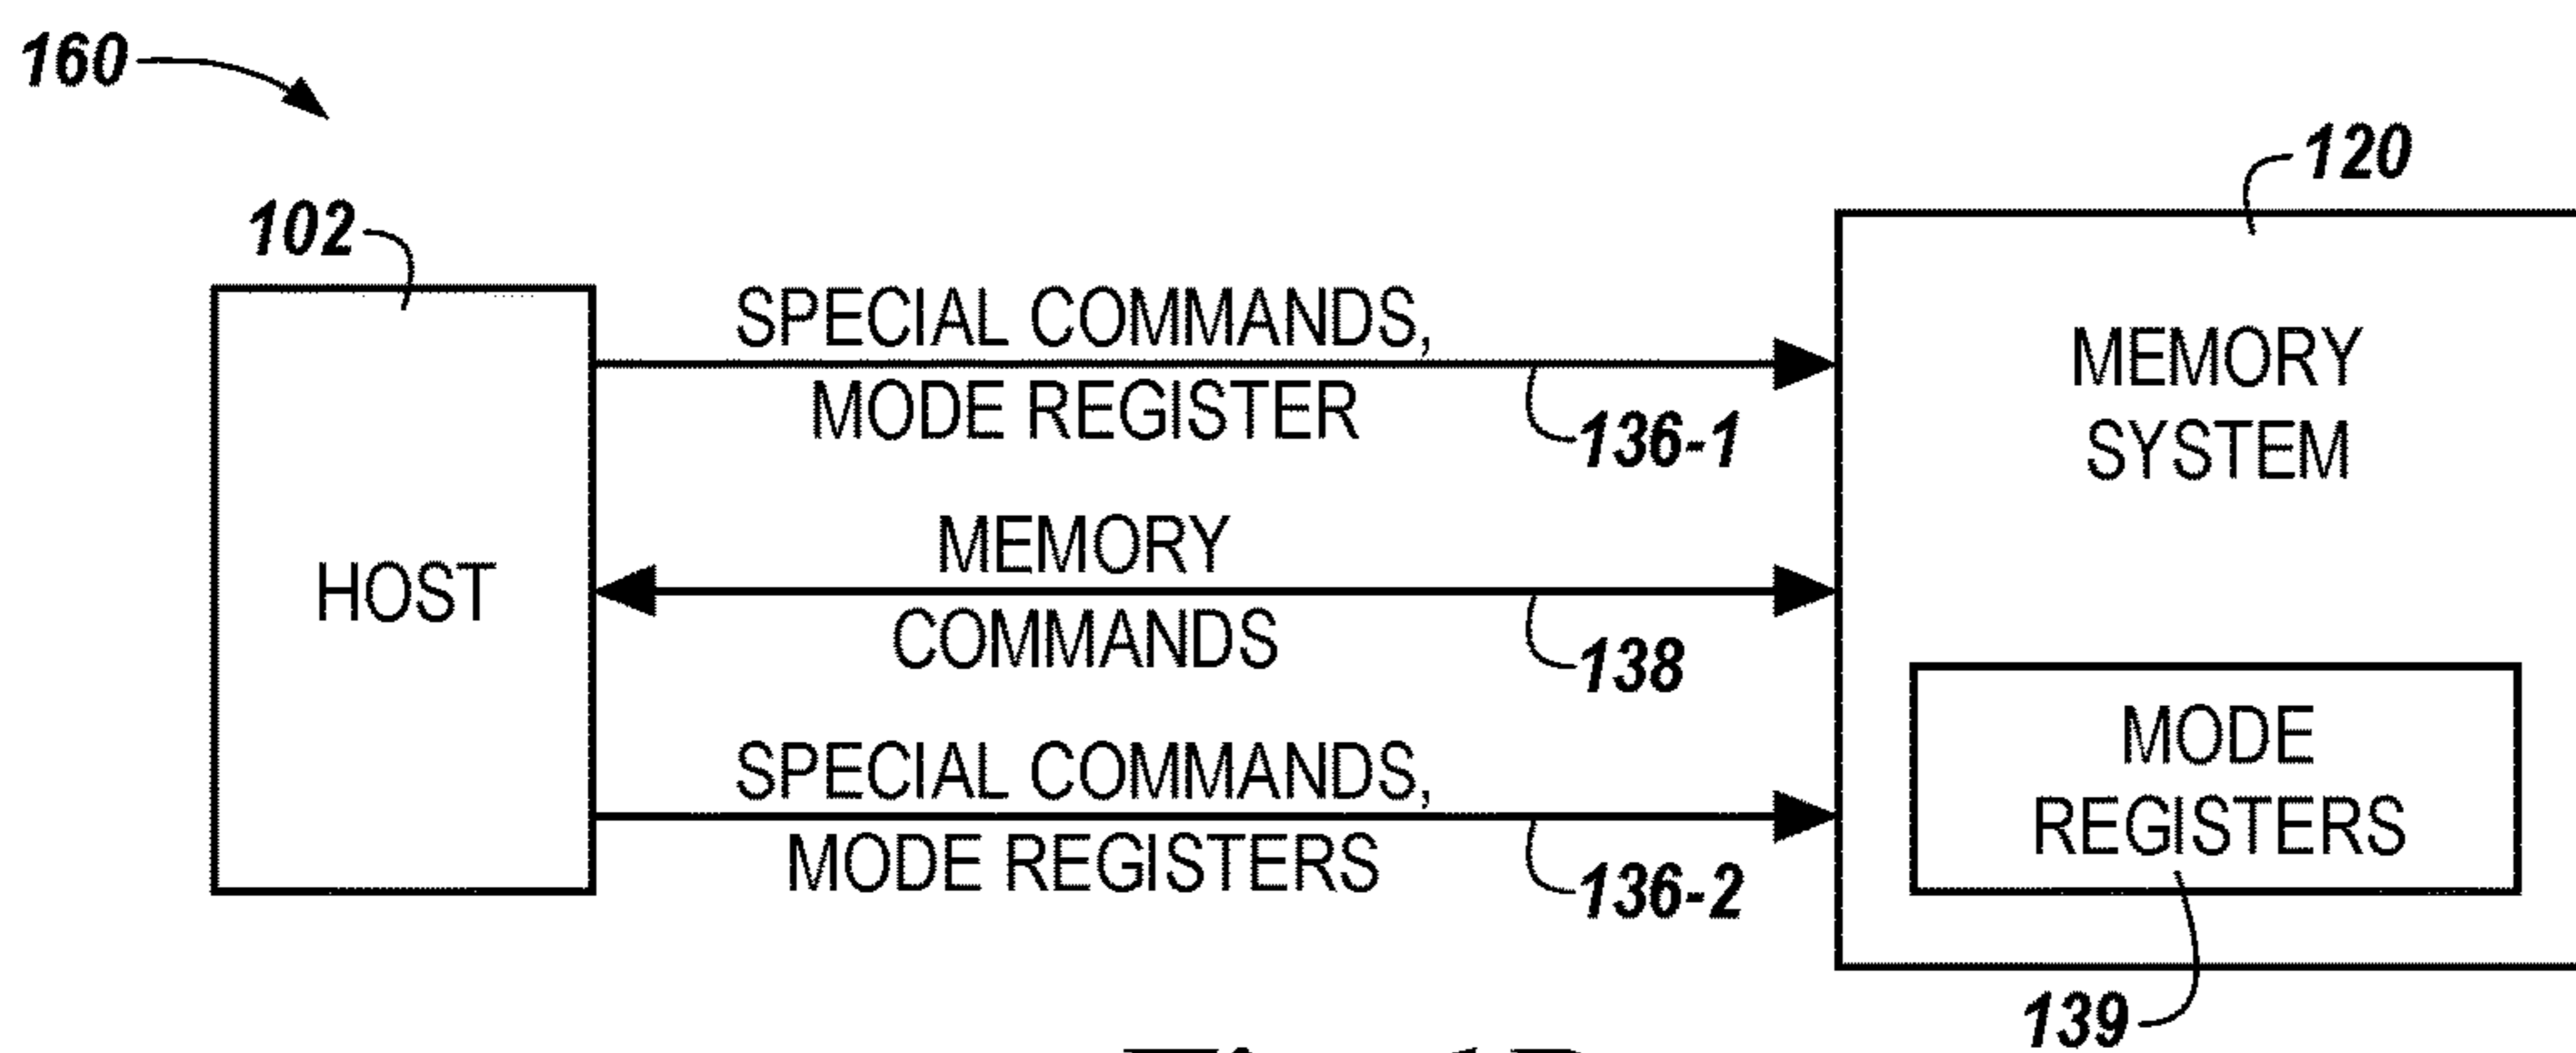 160
120
102
SPECIAL COMMANDS,
MODE REGISTER
136-1
MEMORY
SYSTEM
HOST
MEMORY
COMMANDS
138
SPECIAL COMMANDS,
MODE REGISTERS
136-2
MODE
REGISTERS
139